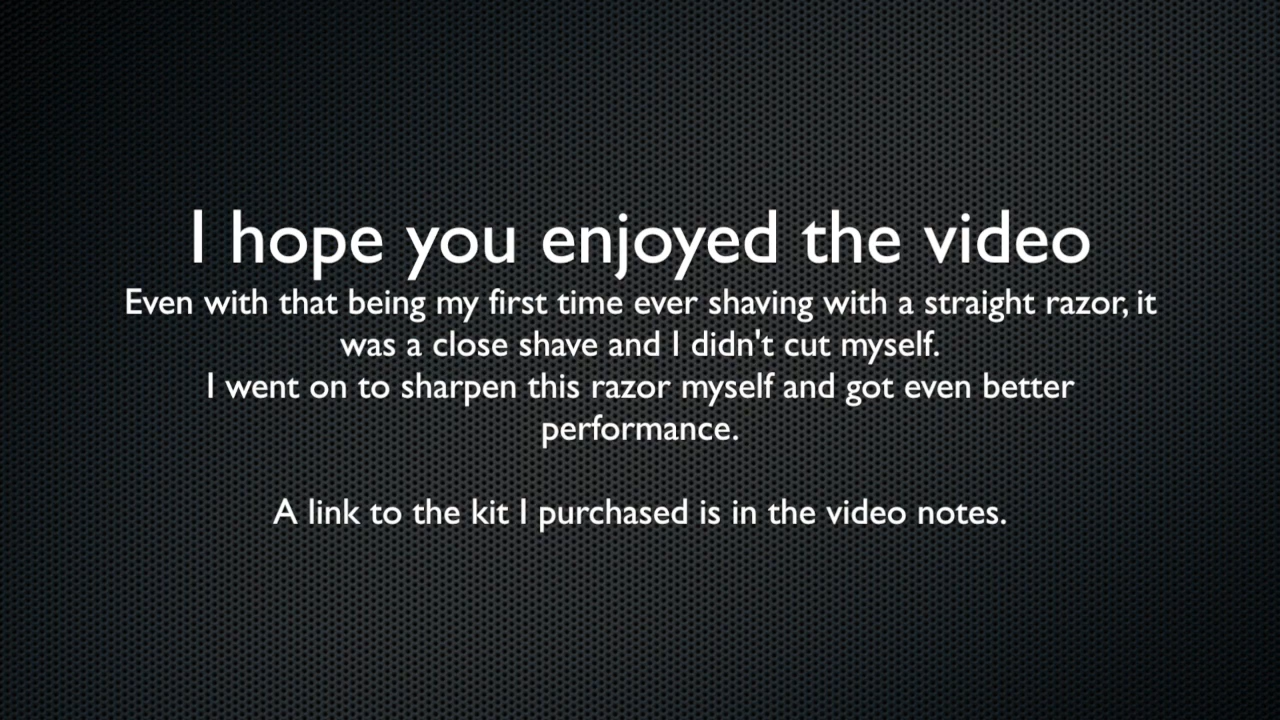 I hope you enjoyed the video
Even with that being my first time ever shaving with a straight razor, it
was a close shave and I didn't cut myself.
I went on to sharpen this razor myself and got even better
performance.
A link to the kit I purchased is in the video notes.